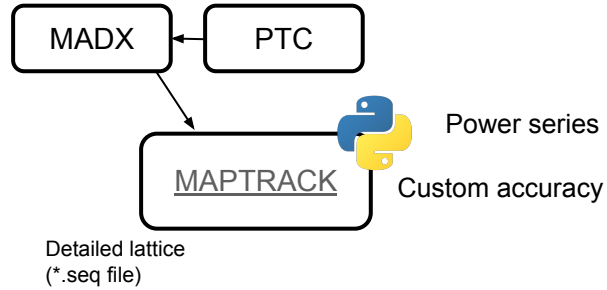 MADX
PTC
Power series
MAPTRACK
Custom accuracy
Detailed lattice
(*.seq file)